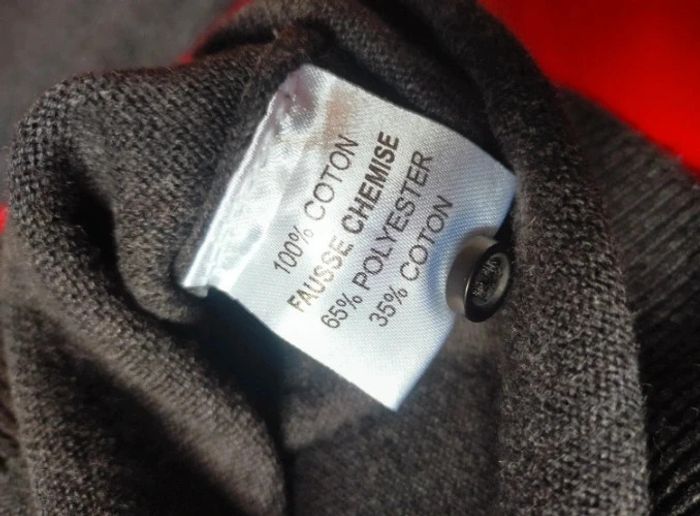 100% COTON
FAUSSE CHEMISE
65% POLYESTER
35% COTON